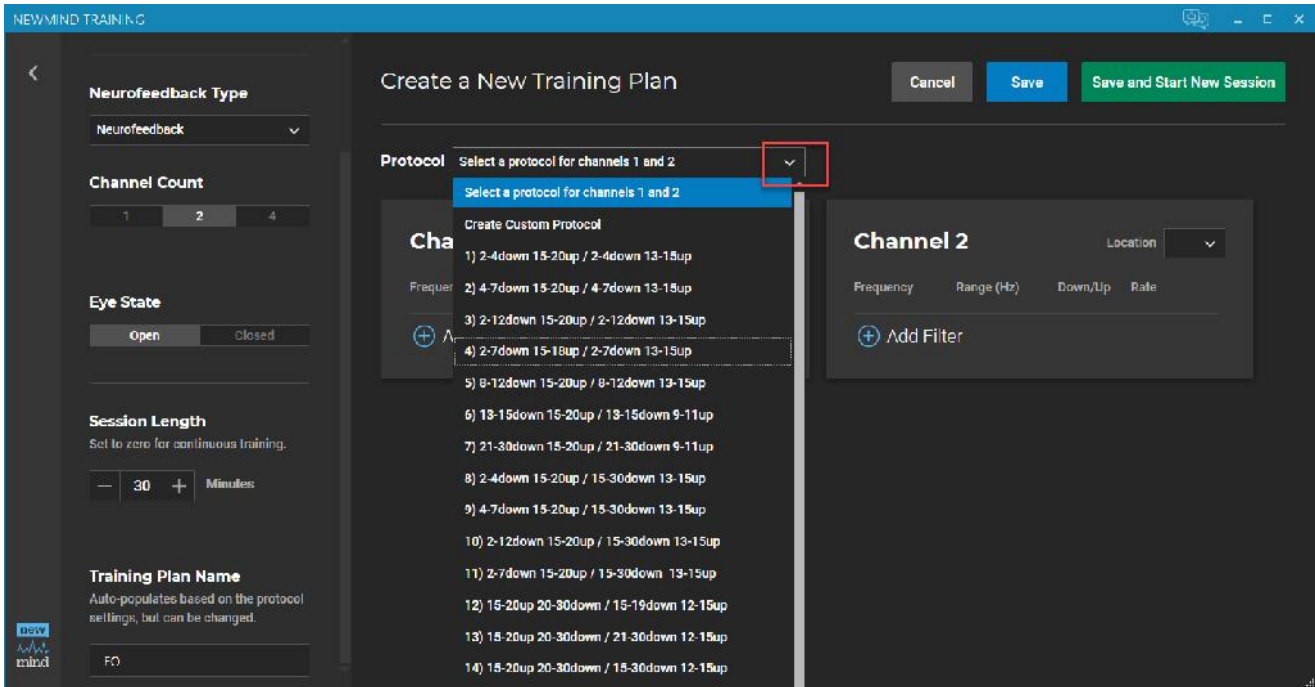 NEWMIND TRAINING
Neurofeedback Type
Neurofeedback
Channel Count
1 2 4
Eye State
Open Closed
Session Length
Set to zero for continuous training.
30 Minutes
Training Plan Name
Auto-populates based on the protocol
settings, but can be changed.
EO
new
mind
Create a New Training Plan
Cancel Save Save and Start New Session
Protocol Select a protocol for channels 1 and 2
Select a protocol for channels 1 and 2
Create Custom Protocol
1) 2-4down 15-20up / 2-4down 13-15up
2) 4-7down 15-20up / 4-7down 13-15up
3) 2-12down 15-20up / 2-12down 13-15up
4) 2-7down 15-18up / 2-7down 13-15up
5) 8-12down 15-20up / 8-12down 13-15up
6) 13-15down 15-20up / 13-15down 9-11up
7) 21-30down 15-20up / 21-30down 9-11up
8) 2-4down 15-20up / 15-30down 13-15up
9) 4-7down 15-20up / 15-30down 13-15up
10) 2-12down 15-20up / 15-30down 13-15up
11) 2-7down 15-20up / 15-30down 13-15up
12) 15-20up 20-30down / 15-19down 12-15up
13) 15-20up 20-30down / 21-30down 12-15up
14) 15-20up 20-30down / 15-30down 12-15up
Cha
Frequer
A
Channel 2 Location
Frequency Range (Hz) Down/Up Rate
Add Filter